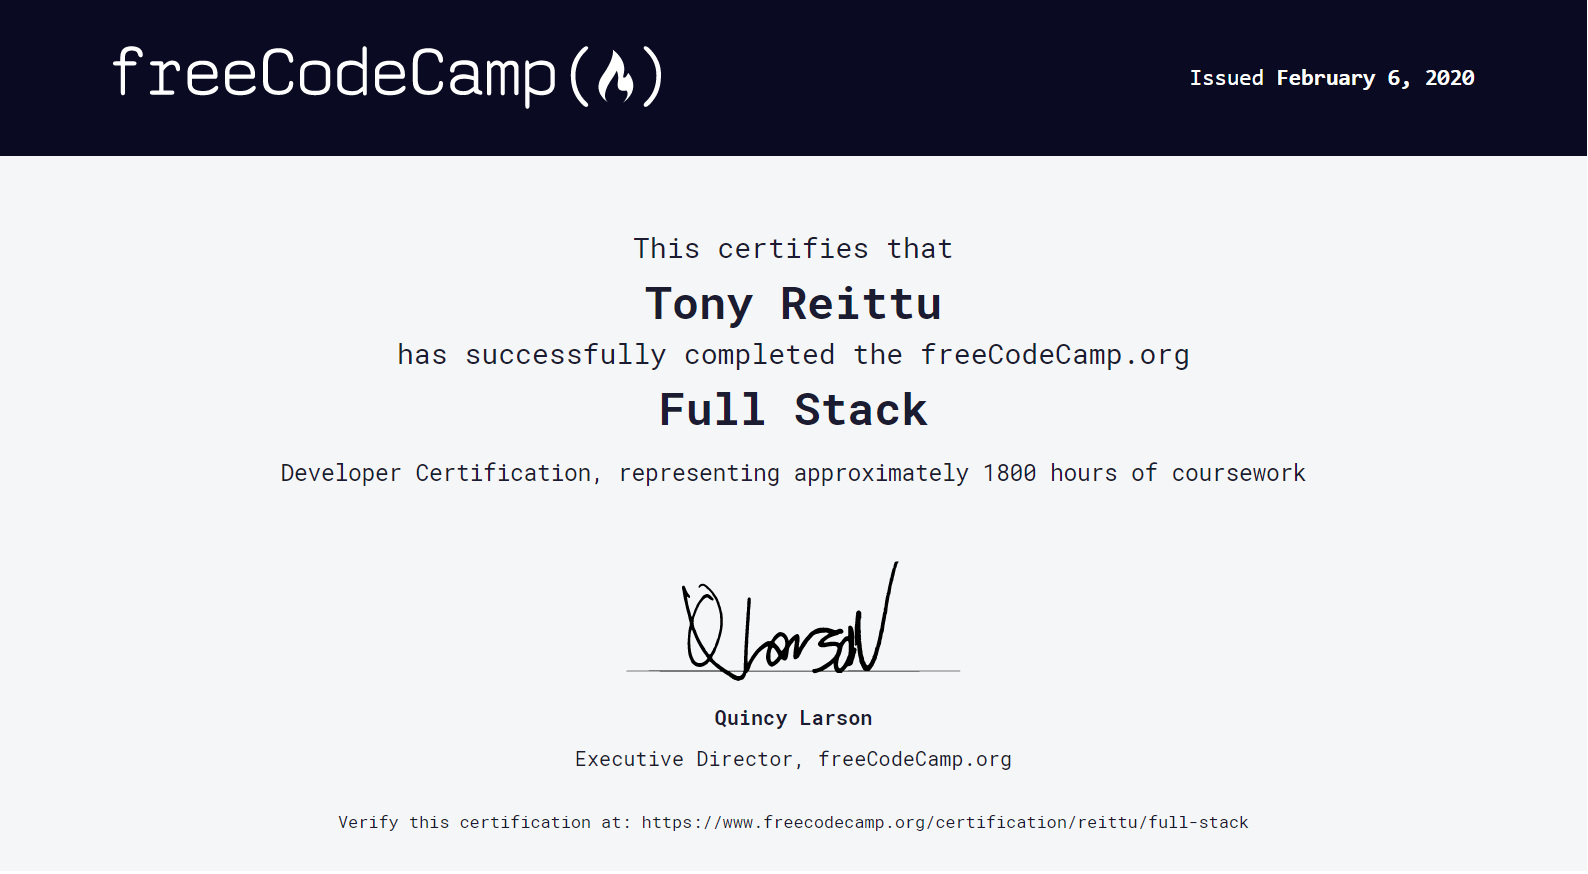 freeCodeCamp(🔥)
Issued February 6, 2020
This certifies that
Tony Reittu
has successfully completed the freeCodeCamp.org
Full Stack
Developer Certification, representing approximately 1800 hours of coursework
QLarson
Quincy Larson
Executive Director, freeCodeCamp.org
Verify this certification at: https://www.freecodecamp.org/certification/reittu/full-stack